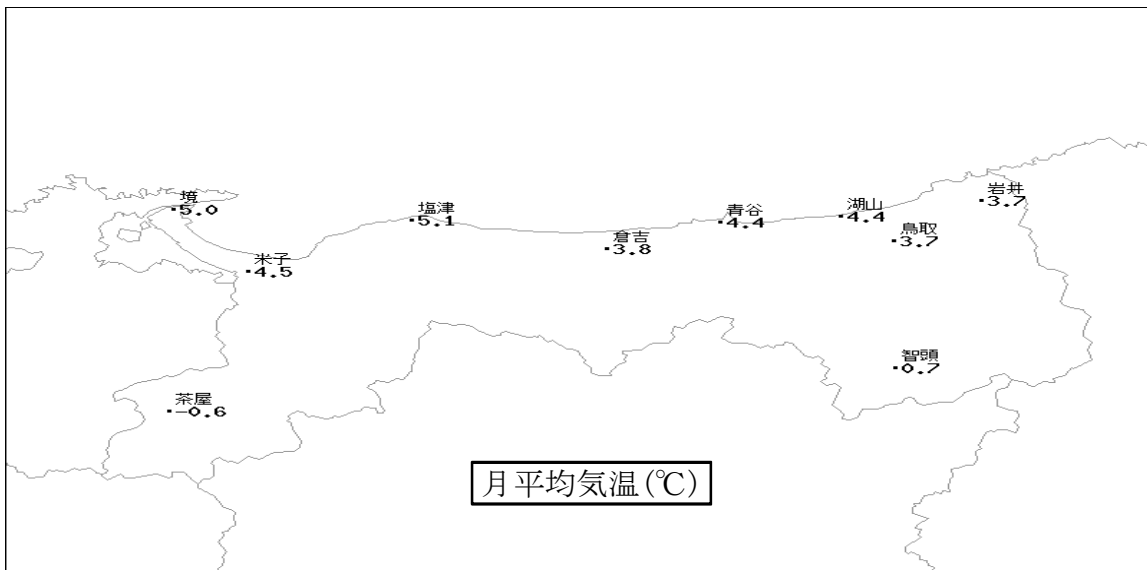 境
5.0
塩津
5.1
米子
4.5
倉吉
3.8
青谷
4.4
湖山
4.4
鳥取
3.7
岩井
3.7
智頭
0.7
茶屋
-0.6
月平均気温(℃)